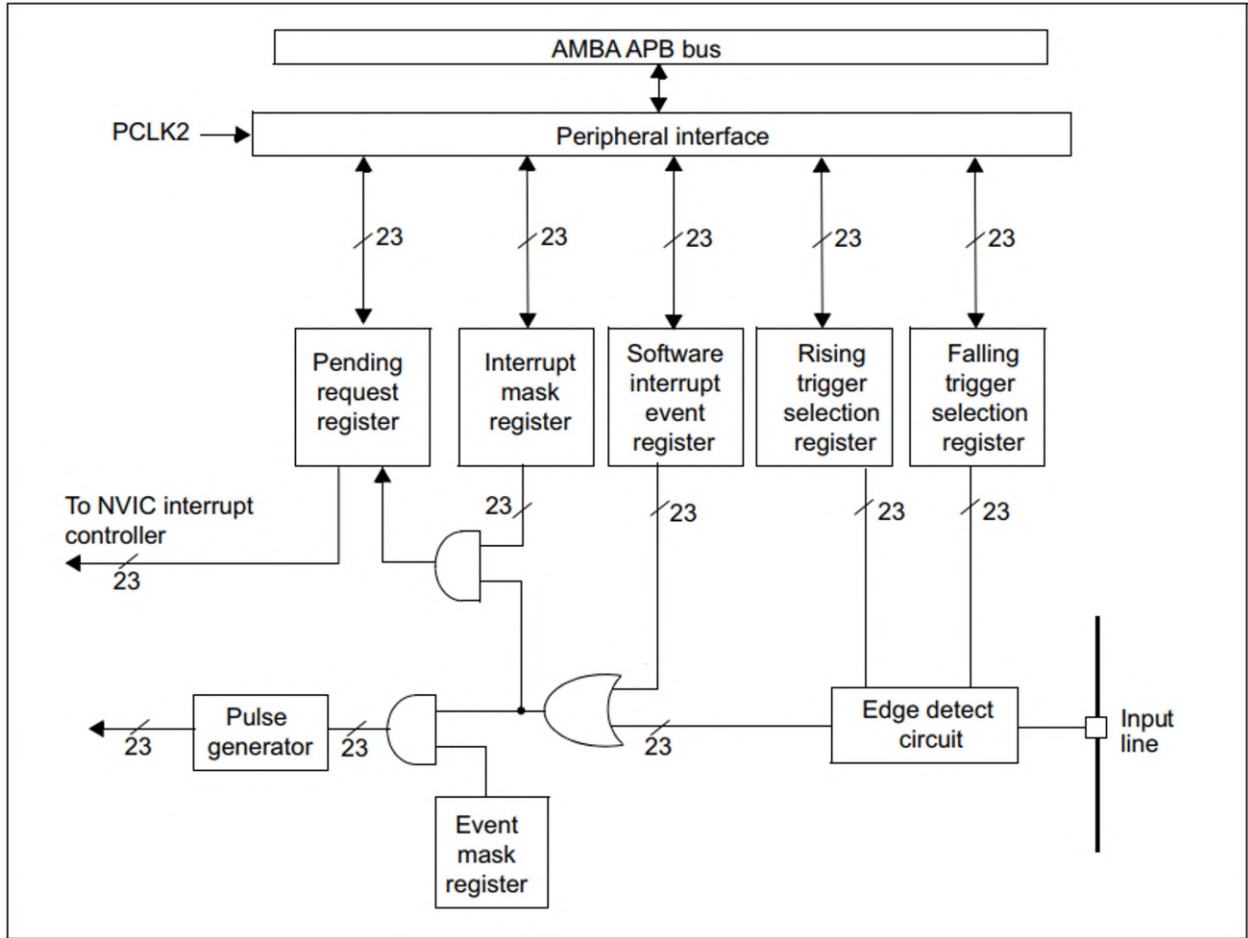 AMBA APB bus
PCLK2
Peripheral interface
23
23
23
23
23
Pending
request
register
Interrupt
mask
register
Software
interrupt
event
register
Rising
trigger
selection
register
Falling
trigger
selection
register
To NVIC interrupt
controller
23
23
23
23
23
Pulse
generator
23
23
23
Edge detect
circuit
Input
line
Event
mask
register